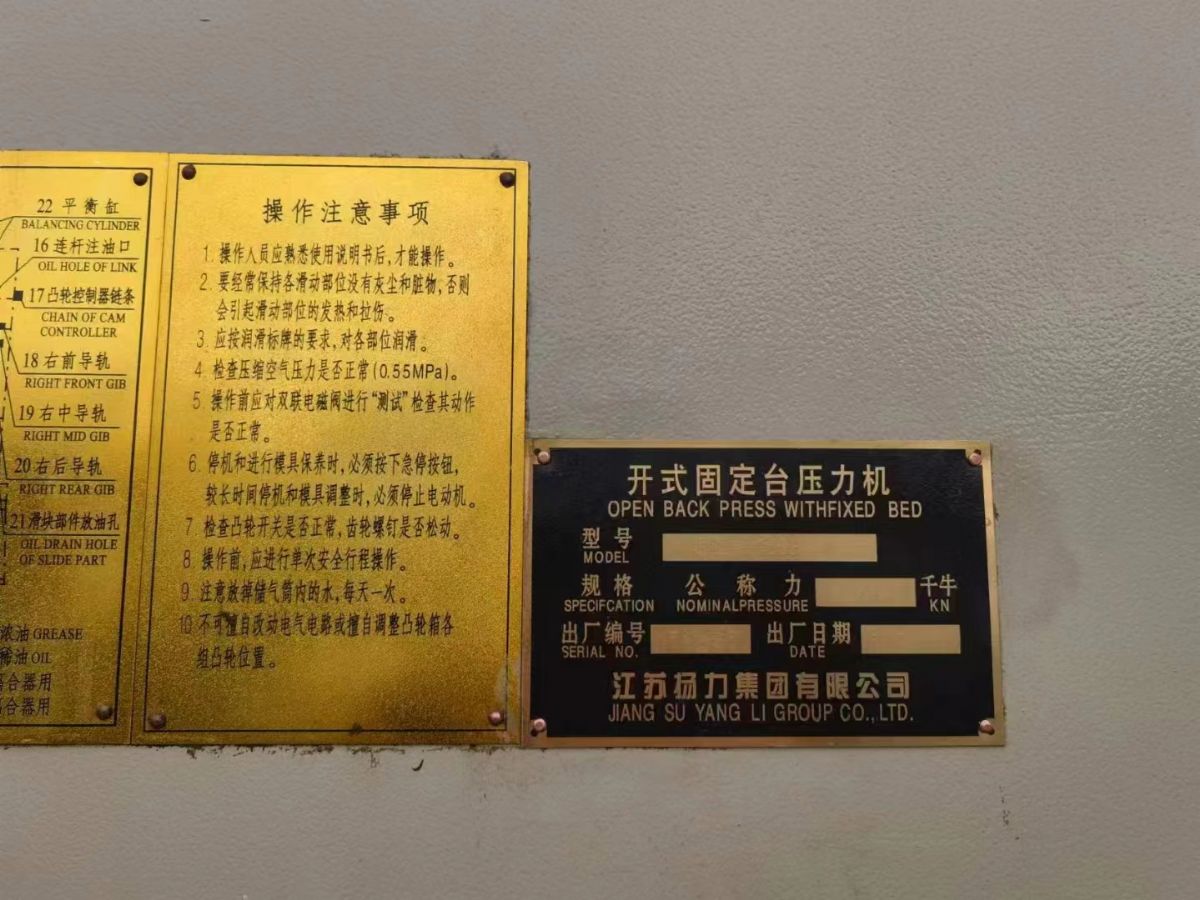 22 平衡缸
BALANCING CYLINDER
16 连杆注油口
OIL HOLE OF LINK
17 凸轮控制器链条
CHAIN OF CAM
CONTROLLER
18 右前导轨
RIGHT FRONT GIB
19 右中导轨
RIGHT MID GIB
20 右后导轨
RIGHT REAR GIB
21 滑块部件放油孔
OIL DRAIN HOLE
OF SLIDE PART
浓油 GREASE
稀油 OIL
合器用
合器用
操作注意事项
1. 操作人员应熟悉使用说明书后,才能操作。
2. 要经常保持各滑动部位没有灰尘和脏物,否则
会引起滑动部位的发热和拉伤。
3. 应按润滑标牌的要求,对各部位润滑。
4. 检查压缩空气压力是否正常(0.55MPa)。
5. 操作前应对双联电磁阀进行“测试”检查其动作
是否正常。
6. 停机和进行模具保养时,必须按下急停按钮,
较长时间停机和模具调整时,必须停止电动机。
7 检查凸轮开关是否正常,齿轮螺钉是否松动。
8. 操作前,应进行单次安全行程操作。
9. 注意放掉储气筒内的水,每天一次。
10 不可擅自改动电气电路或擅自调整凸轮箱各
组凸轮位置。
开式固定台压力机
OPEN BACK PRESS WITHFIXED BED
型号
MODEL
规格 公称力 千牛
SPECIFCATION NOMINALPRESSURE KN
出厂编号 出厂日期
SERIAL NO. DATE
江苏扬力集团有限公司
JIANG SU YANG LI GROUP CO.,LTD.